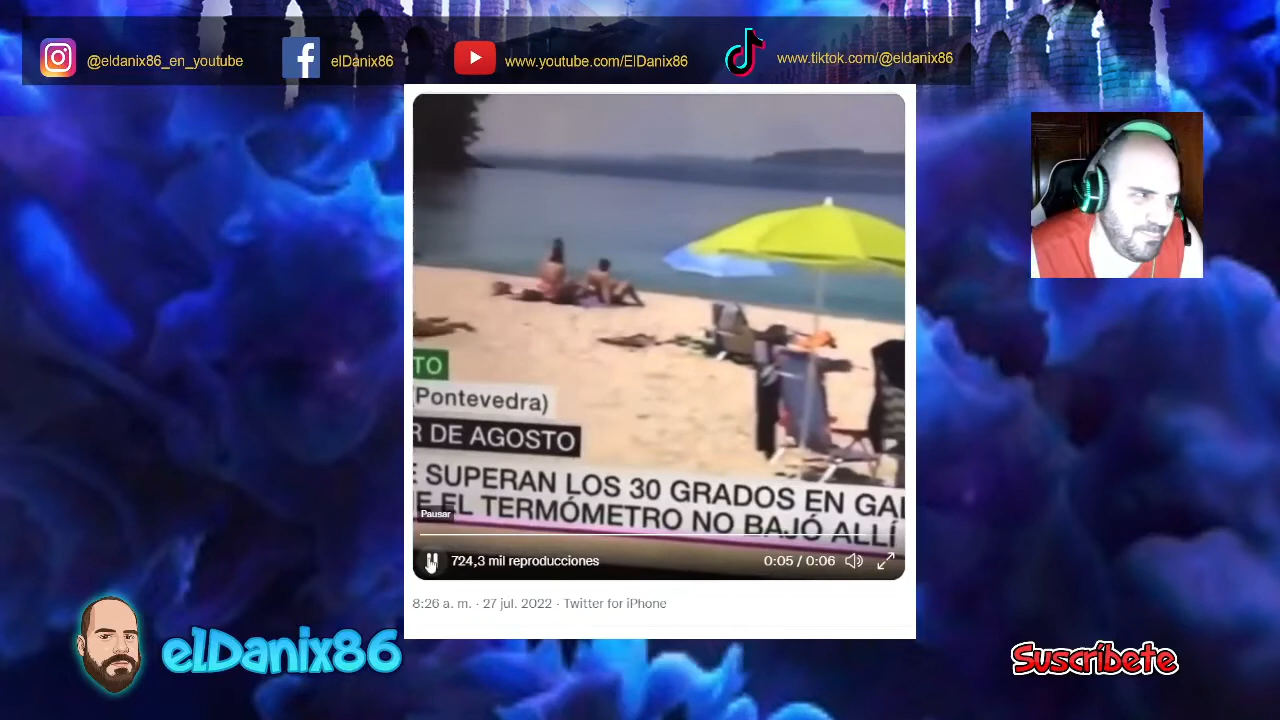 @eldanix86_en_youtube
elDanix86
www.youtube.com/ElDanix86
www.tiktok.com/@eldanix86
TO
(Pontevedra)
R DE AGOSTO
E SUPERAN LOS 30 GRADOS EN GAL
E EL TERMÓMETRO NO BAJÓ ALLÍ
Pausar
724,3 mil reproducciones
0:05 / 0:06
8:26 a. m. · 27 jul. 2022 · Twitter for iPhone
elDanix86
Suscríbete